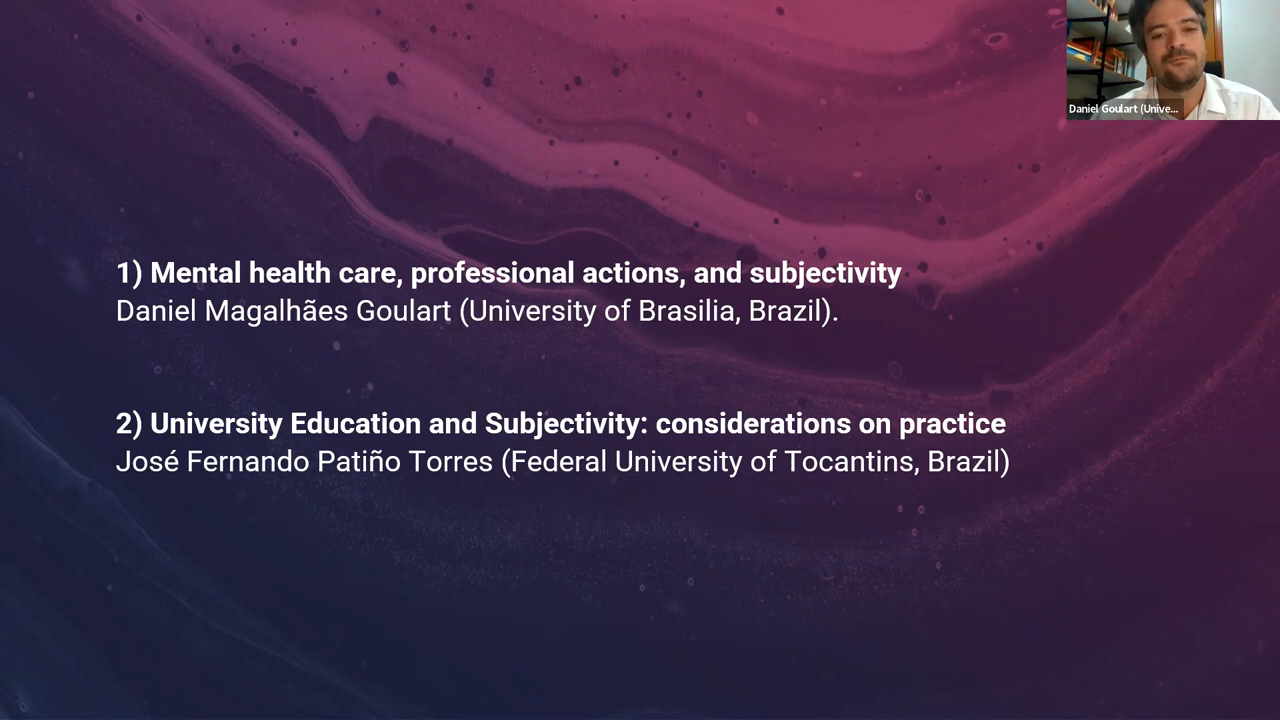 Daniel Goulart (Unive...
1) Mental health care, professional actions, and subjectivity
Daniel Magalhães Goulart (University of Brasilia, Brazil).
2) University Education and Subjectivity: considerations on practice
José Fernando Patiño Torres (Federal University of Tocantins, Brazil)